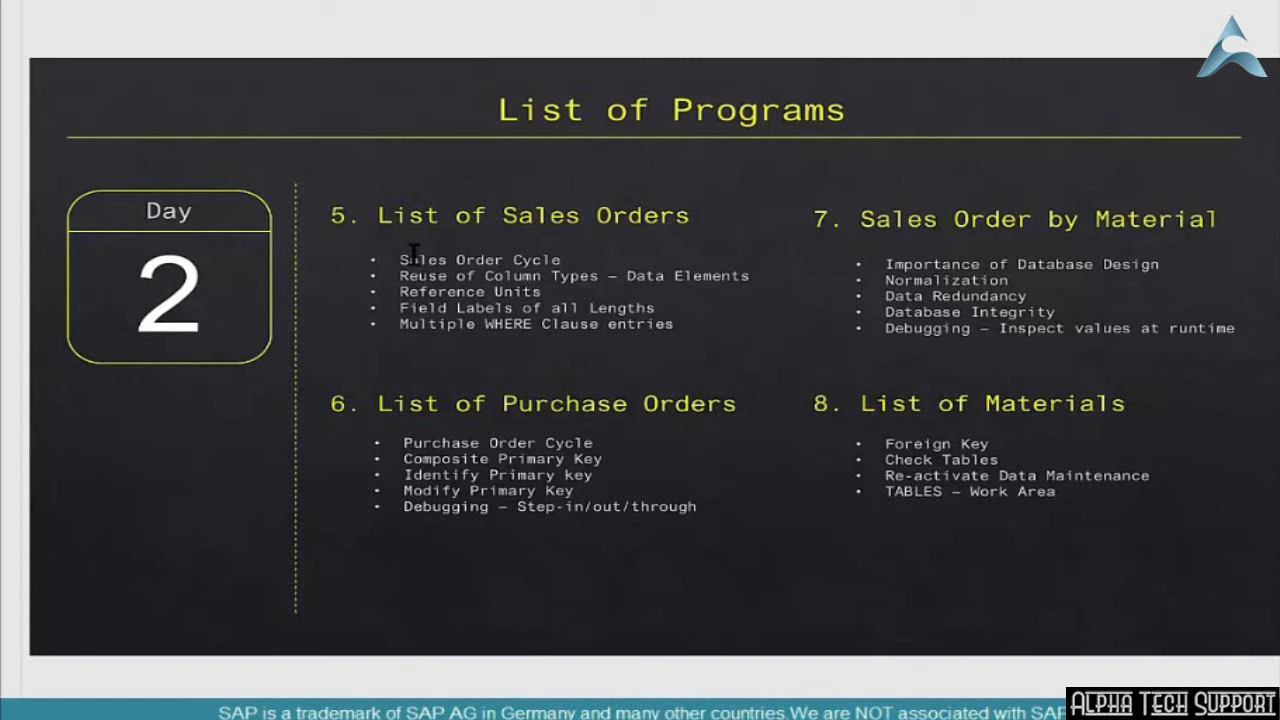 List of Programs
Day
2
5. List of Sales Orders
• Sales Order Cycle
• Reuse of Column Types – Data Elements
• Reference Units
• Field Labels of all Lengths
• Multiple WHERE Clause entries
6. List of Purchase Orders
• Purchase Order Cycle
• Composite Primary Key
• Identify Primary key
• Modify Primary Key
• Debugging – Step-in/out/through
7. Sales Order by Material
• Importance of Database Design
• Normalization
• Data Redundancy
• Database Integrity
• Debugging – Inspect values at runtime
8. List of Materials
• Foreign Key
• Check Tables
• Re-activate Data Maintenance
• TABLES – Work Area
SAP is a trademark of SAP AG in Germany and many other countries.We are NOT associated with SAP
ALPHA TECH SUPPORT